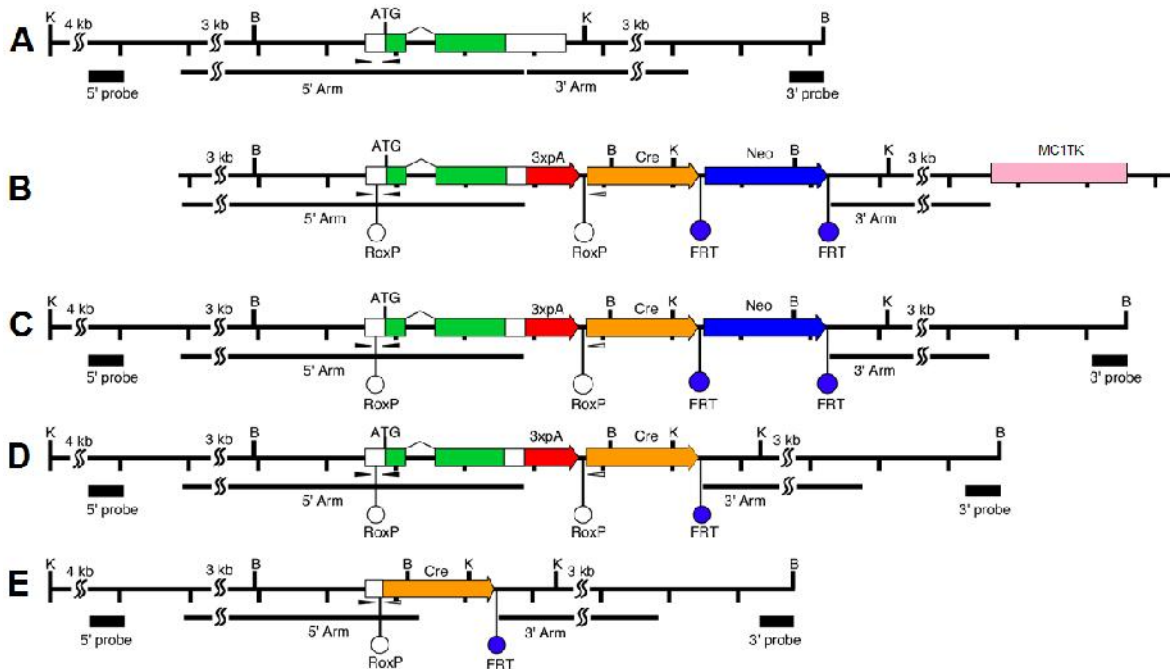 K 4 kb 3 kb B ATG K 3 kb B
A
5' probe 5' Arm 3' Arm 3' probe
3 kb B ATG 3xpA B Cre K Neo B K 3 kb MC1TK
B
5' Arm 3' Arm
RoxP RoxP FRT FRT
K 4 kb 3 kb B ATG 3xpA B Cre K Neo B K 3 kb B
C
5' probe 5' Arm 3' Arm 3' probe
RoxP RoxP FRT FRT
K 4 kb 3 kb B ATG 3xpA B Cre K K 3 kb B
D
5' probe 5' Arm 3' Arm 3' probe
RoxP RoxP FRT
K 4 kb 3 kb B B Cre K K 3 kb B
E
5' probe 5' Arm 3' Arm 3' probe
RoxP FRT